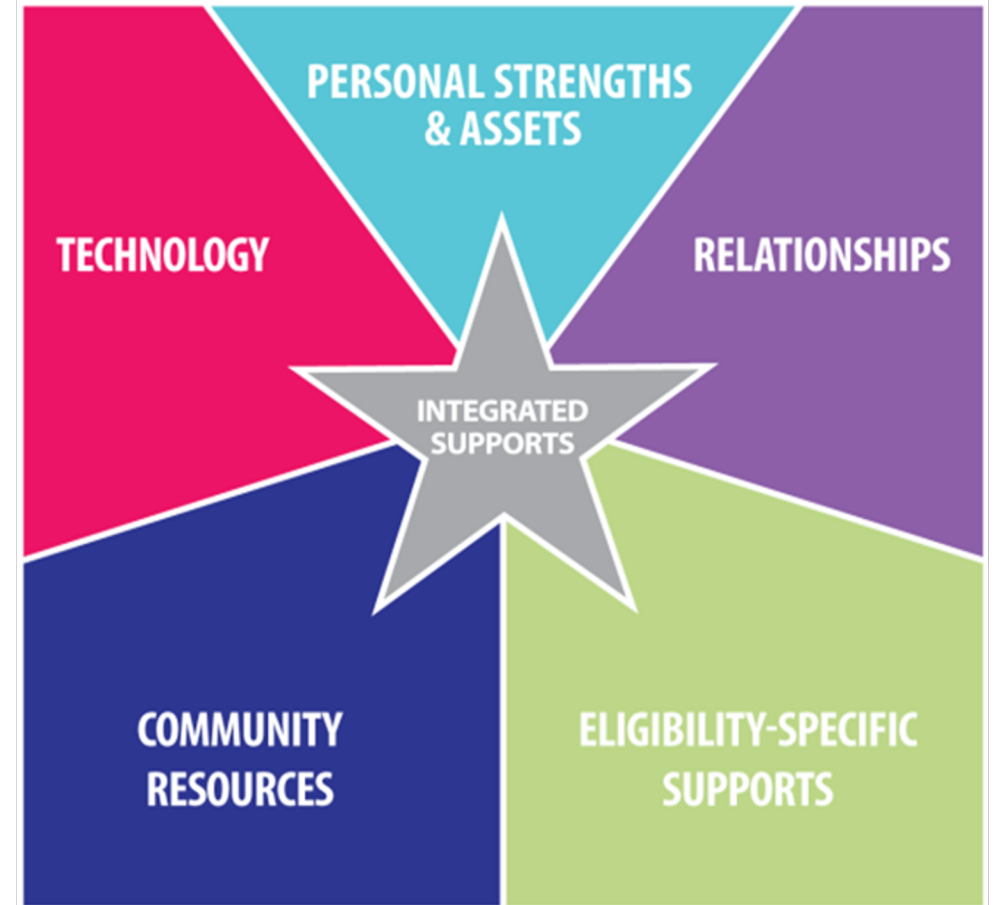 PERSONAL STRENGTHS
& ASSETS
TECHNOLOGY
RELATIONSHIPS
INTEGRATED
SUPPORTS
COMMUNITY
RESOURCES
ELIGIBILITY-SPECIFIC
SUPPORTS